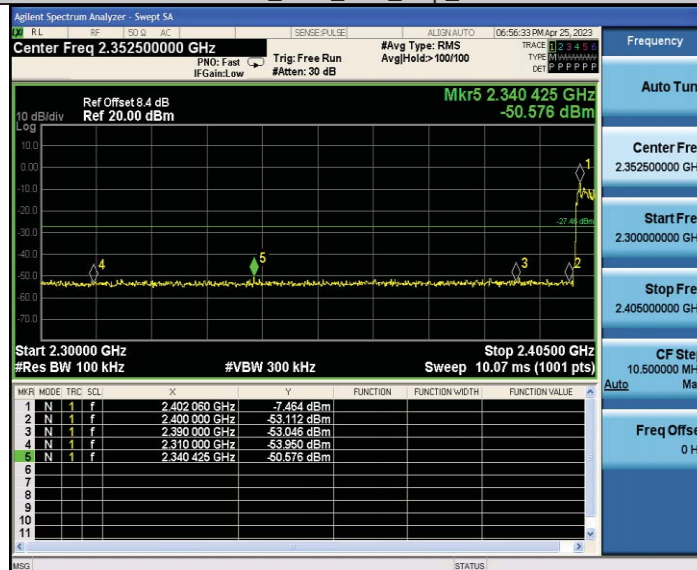 Agilent Spectrum Analyzer - Swept SA
RL RF 50 Ω AC SENSE:PULSE ALIGN AUTO 06:56:33 PM Apr 25, 2023
Center Freq 2.352500000 GHz
PNO: Fast
IFGain:Low
Trig: Free Run
#Atten: 30 dB
#Avg Type: RMS
Avg|Hold:>100/100
TRACE 1 2 3 4 5 6
TYPE M
DET P P P P P P
Frequency
Auto Tun
Center Fre
2.352500000 GH
Start Fre
2.300000000 GH
Stop Fre
2.405000000 GH
CF Ste
10.500000 MH
Auto Ma
Freq Offse
0 H
Mkr5 2.340 425 GHz
-50.576 dBm
Ref Offset 8.4 dB
10 dB/div Ref 20.00 dBm
Log
10.0
0.00
-10.0
-20.0
-30.0
-40.0
-50.0
-60.0
-70.0
1
-27.46 dBm
4
5
3
2
Start 2.30000 GHz Stop 2.40500 GHz
#Res BW 100 kHz #VBW 300 kHz Sweep 10.07 ms (1001 pts)
MKR MODE TRC SCL X Y FUNCTION FUNCTION WIDTH FUNCTION VALUE
1 N 1 f 2.402 060 GHz -7.464 dBm
2 N 1 f 2.400 000 GHz -53.112 dBm
3 N 1 f 2.390 000 GHz -53.046 dBm
4 N 1 f 2.310 000 GHz -53.950 dBm
5 N 1 f 2.340 425 GHz -50.576 dBm
6
7
8
9
10
11
MSG STATUS